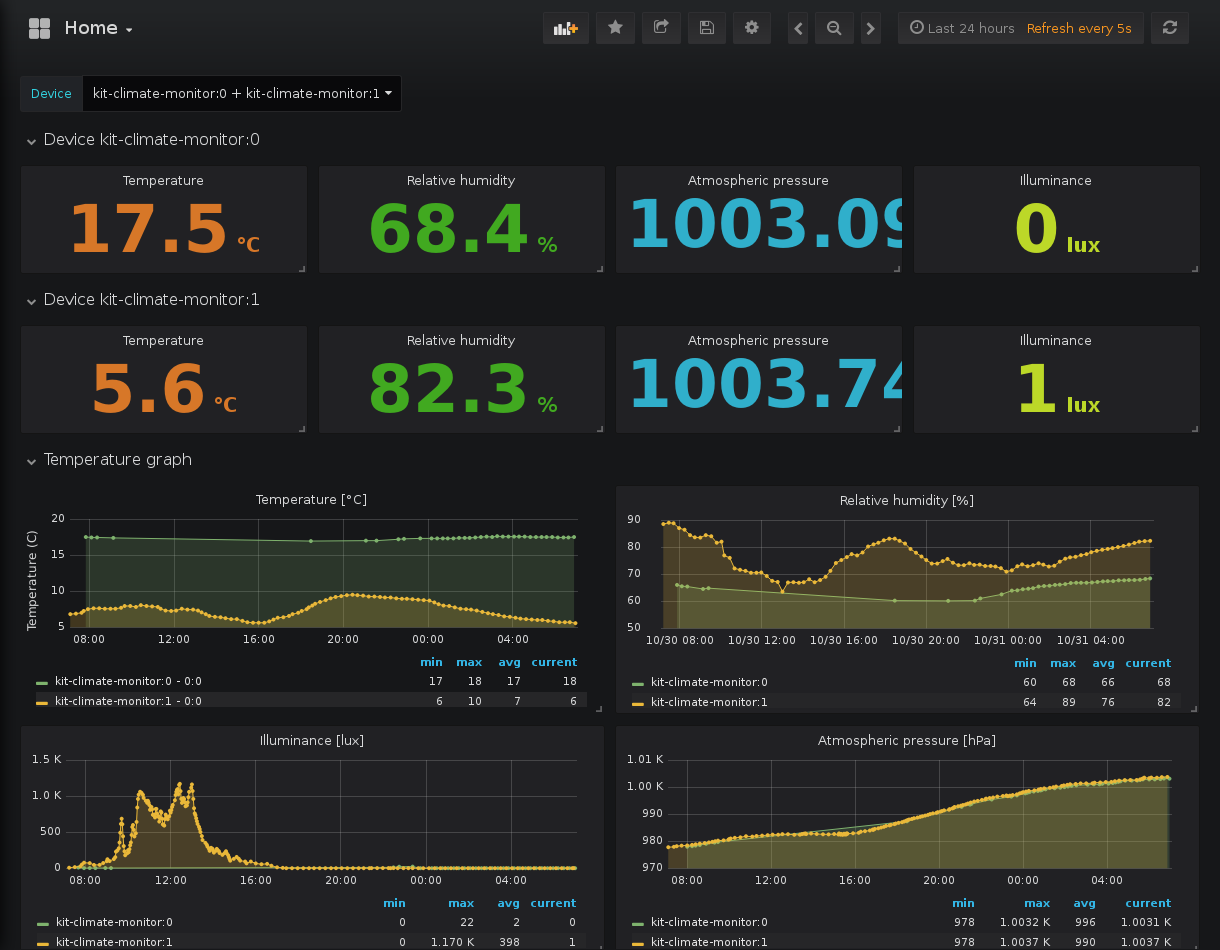 Home
Last 24 hours Refresh every 5s
Device kit-climate-monitor:0 + kit-climate-monitor:1
Device kit-climate-monitor:0
Temperature Relative humidity Atmospheric pressure Illuminance
17.5 °C 68.4 % 1003.09 0 lux
Device kit-climate-monitor:1
Temperature Relative humidity Atmospheric pressure Illuminance
5.6 °C 82.3 % 1003.74 1 lux
Temperature graph
Temperature [°C]
Temperature (C)
20
15
10
5
08:00 12:00 16:00 20:00 00:00 04:00
min max avg current
kit-climate-monitor:0 - 0:0 17 18 17 18
kit-climate-monitor:1 - 0:0 6 10 7 6
Relative humidity [%]
90
80
70
60
50
10/30 08:00 10/30 12:00 10/30 16:00 10/30 20:00 10/31 00:00 10/31 04:00
min max avg current
kit-climate-monitor:0 60 68 66 68
kit-climate-monitor:1 64 89 76 82
Illuminance [lux]
1.5 K
1.0 K
500
0
08:00 12:00 16:00 20:00 00:00 04:00
min max avg current
kit-climate-monitor:0 0 22 2 0
kit-climate-monitor:1 0 1.170 K 398 1
Atmospheric pressure [hPa]
1.01 K
1.00 K
990
980
970
08:00 12:00 16:00 20:00 00:00 04:00
min max avg current
kit-climate-monitor:0 978 1.0032 K 996 1.0031 K
kit-climate-monitor:1 978 1.0037 K 990 1.0037 K